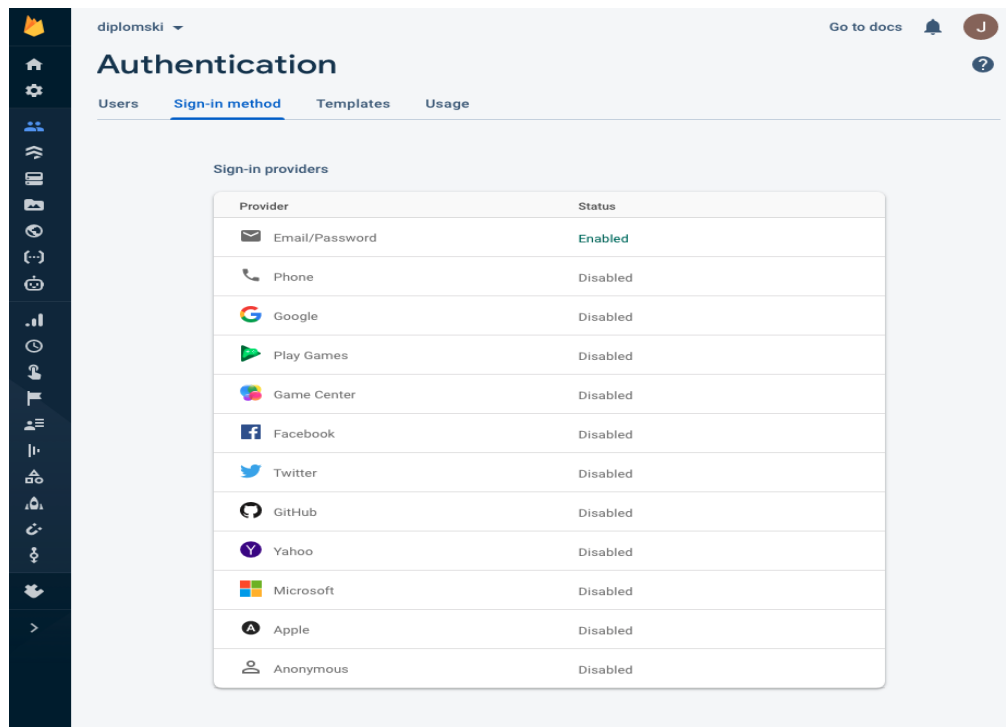 diplomski Go to docs J
Authentication ?
Users Sign-in method Templates Usage
Sign-in providers
Provider Status
Email/Password Enabled
Phone Disabled
Google Disabled
Play Games Disabled
Game Center Disabled
Facebook Disabled
Twitter Disabled
GitHub Disabled
Yahoo Disabled
Microsoft Disabled
Apple Disabled
Anonymous Disabled